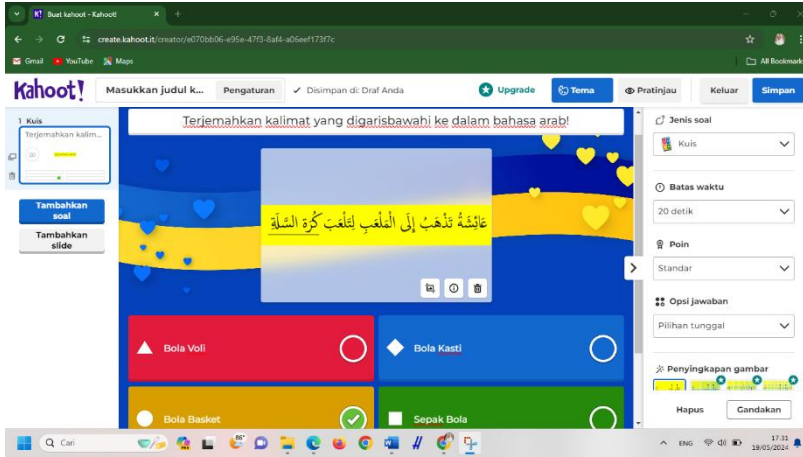 Buat kahoot - Kahoot!
create.kahoot.it/creator/e070bb06-e95e-47f3-8af4-a06eef173f7c
Gmail YouTube Maps All Bookmark
Kahoot! Masukkan judul k... Pengaturan Disimpan di: Draf Anda Upgrade Tema Pratinjau Keluar Simpan
1 Kuis
Terjemahkan kalim...
Tambahkan soal
Tambahkan slide
Terjemahkan kalimat yang digarisbawahi ke dalam bahasa arab!
عَائِشَةُ تَذْهَبُ إِلَى الْمَلْعَبِ لِتَلْعَبَ كُرَة السَّلَةِ
Bola Voli
Bola Kasti
Bola Basket
Sepak Bola
Jenis soal
Kuis
Batas waktu
20 detik
Poin
Standar
Opsi jawaban
Pilihan tunggal
Penyingkapan gambar
Hapus Gandakan
Cari 86° ENG 17.31
19/05/2024